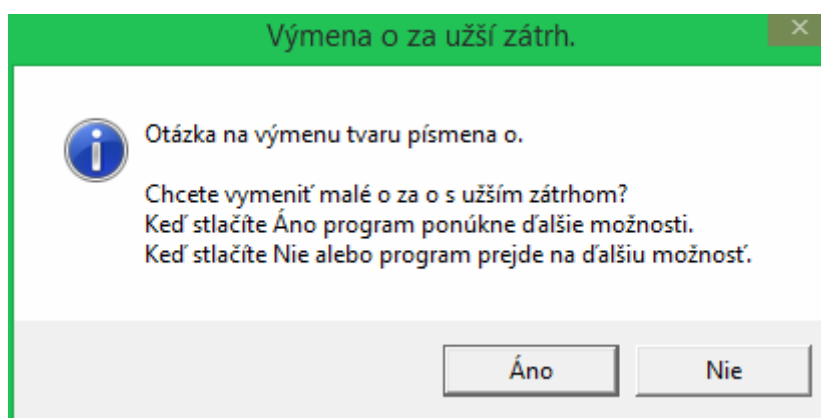 Výmena o za užší zátrh.
Otázka na výmenu tvaru písmena o.
Chcete vymeniť malé o za o s užším zátrhom?
Keď stlačíte Áno program ponúkne ďalšie možnosti.
Keď stlačíte Nie alebo program prejde na ďalšiu možnosť.
Áno
Nie